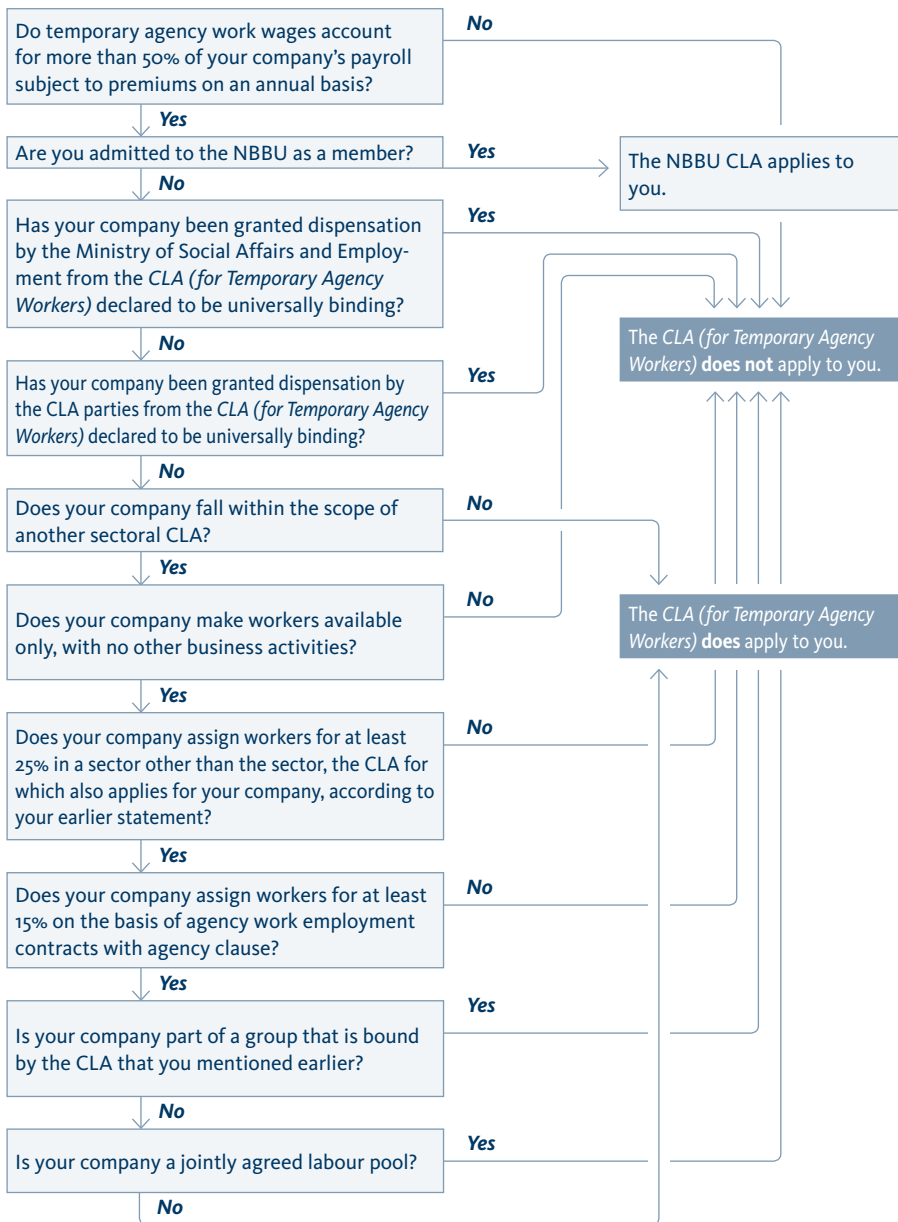 Do temporary agency work wages account
for more than 50% of your company’s payroll
subject to premiums on an annual basis?
No
Yes
Are you admitted to the NBBU as a member?
Yes
The NBBU CLA applies to
you.
No
Has your company been granted dispensation
by the Ministry of Social Affairs and Employ-
ment from the CLA (for Temporary Agency
Workers) declared to be universally binding?
Yes
The CLA (for Temporary Agency
Workers) does not apply to you.
No
Has your company been granted dispensation by
the CLA parties from the CLA (for Temporary Agency
Workers) declared to be universally binding?
Yes
No
Does your company fall within the scope of
another sectoral CLA?
No
Yes
Does your company make workers available
only, with no other business activities?
No
The CLA (for Temporary Agency
Workers) does apply to you.
Yes
Does your company assign workers for at least
25% in a sector other than the sector, the CLA for
which also applies for your company, according to
your earlier statement?
No
Yes
Does your company assign workers for at least
15% on the basis of agency work employment
contracts with agency clause?
No
Yes
Is your company part of a group that is bound
by the CLA that you mentioned earlier?
Yes
No
Is your company a jointly agreed labour pool?
Yes
No